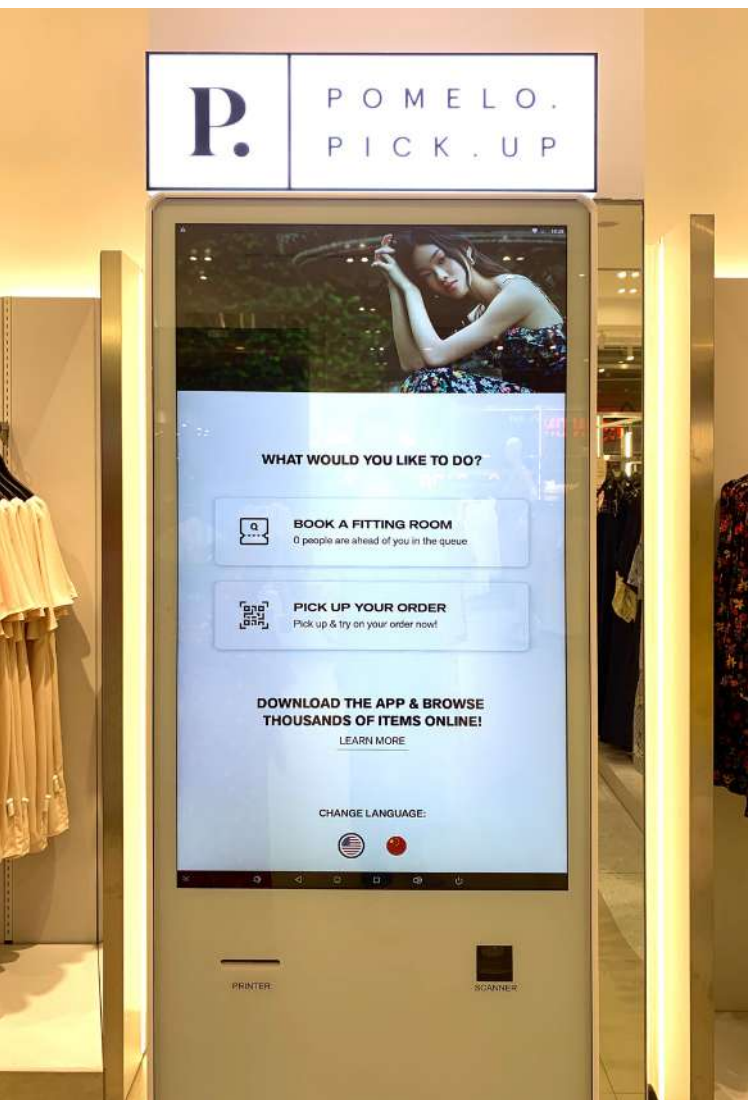 P.
POMELO.
PICK.UP
WHAT WOULD YOU LIKE TO DO?
BOOK A FITTING ROOM
0 people are ahead of you in the queue
PICK UP YOUR ORDER
Pick up & try on your order now!
DOWNLOAD THE APP & BROWSE
THOUSANDS OF ITEMS ONLINE!
LEARN MORE
CHANGE LANGUAGE:
PRINTER
SCANNER